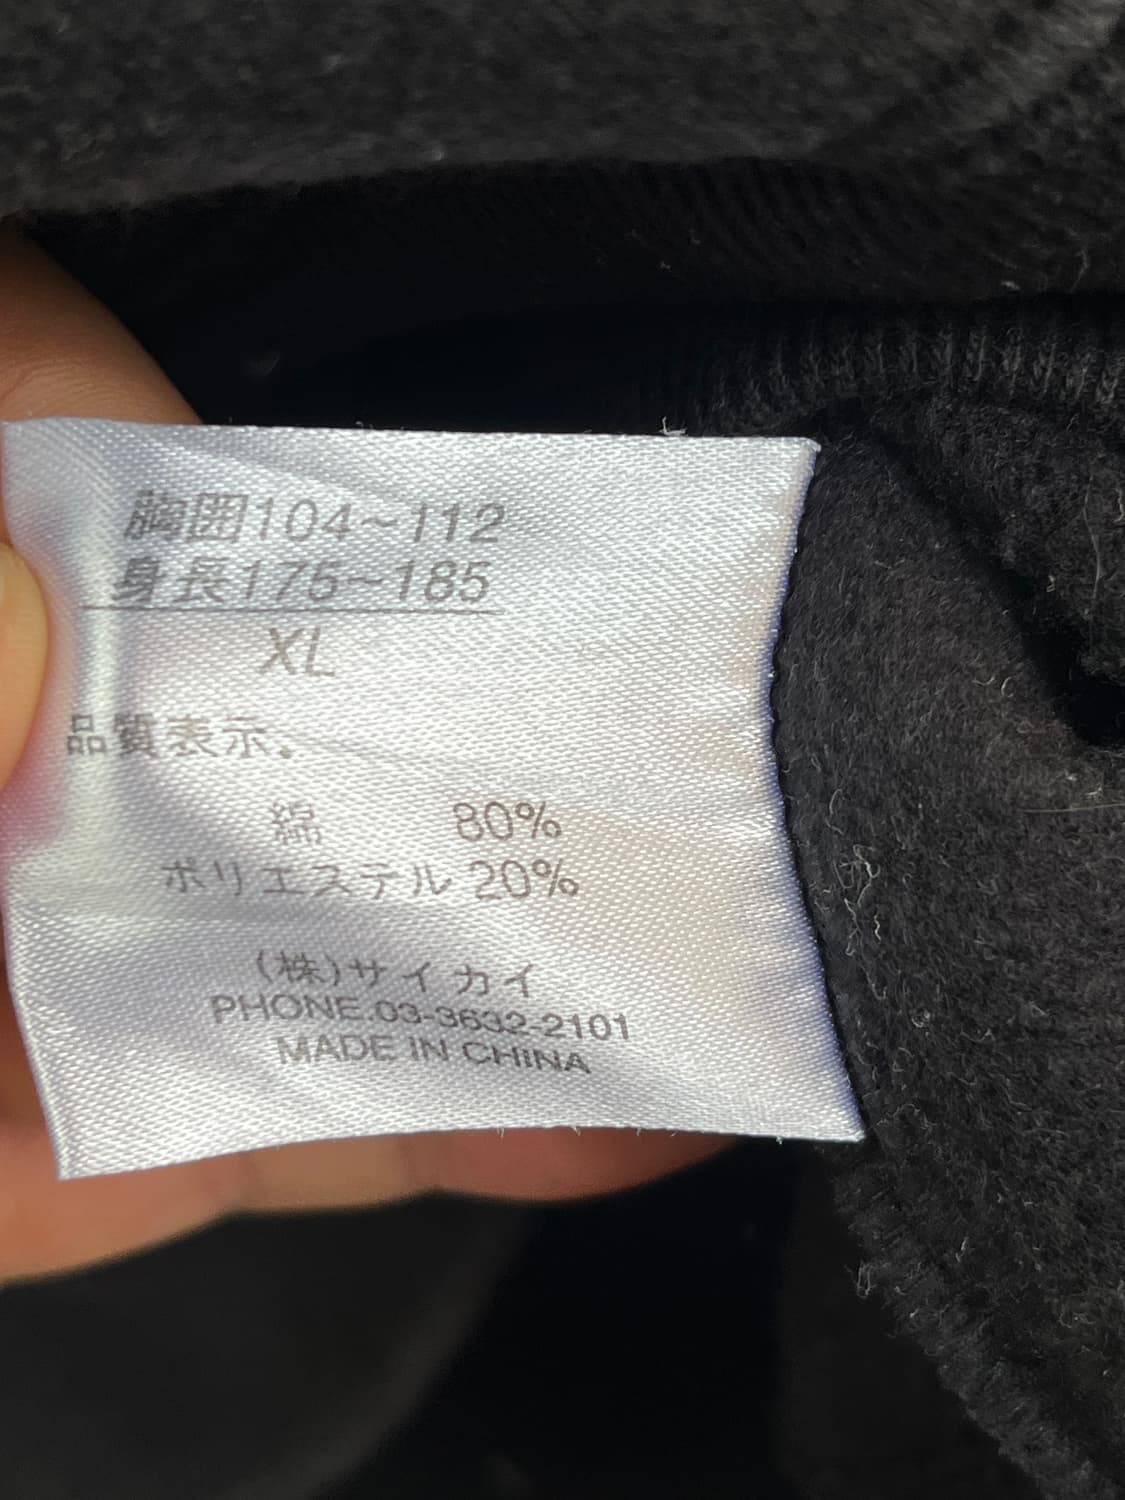 胸囲104~112
身長175~185
XL
品質表示.
綿 80%
ポリエステル 20%
(株)サイカイ
PHONE.03-3632-2101
MADE IN CHINA